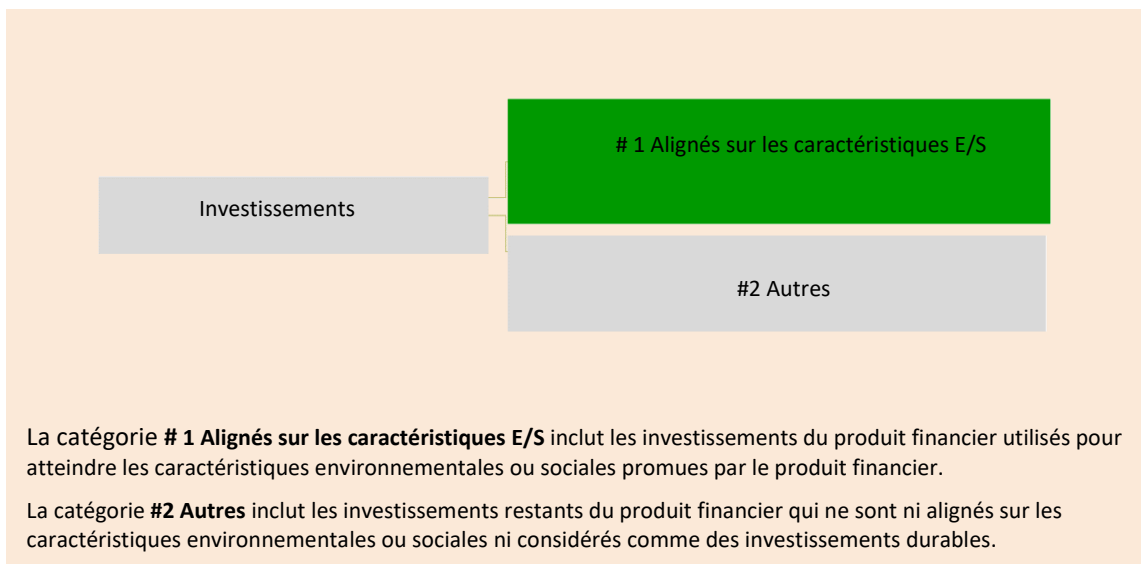 # 1 Alignés sur les caractéristiques E/S
Investissements
#2 Autres
La catégorie # 1 Alignés sur les caractéristiques E/S inclut les investissements du produit financier utilisés pour
atteindre les caractéristiques environnementales ou sociales promues par le produit financier.
La catégorie #2 Autres inclut les investissements restants du produit financier qui ne sont ni alignés sur les
caractéristiques environnementales ou sociales ni considérés comme des investissements durables.